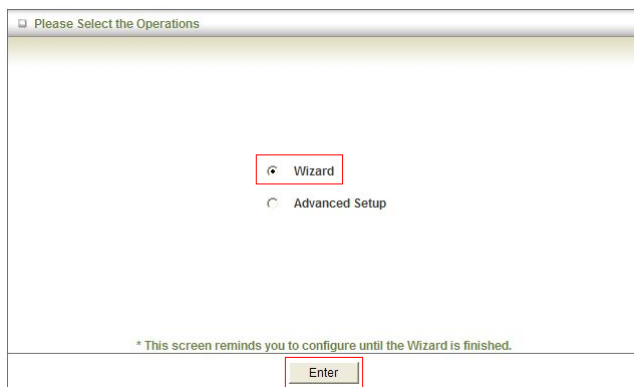 Please Select the Operations
Wizard
Advanced Setup
* This screen reminds you to configure until the Wizard is finished.
Enter